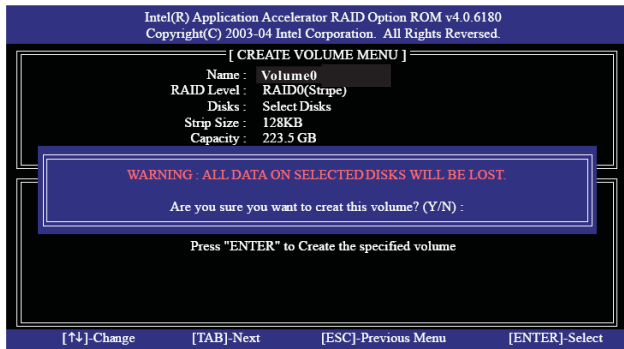 Intel(R) Application Accelerator RAID Option ROM v4.0.6180
Copyright(C) 2003-04 Intel Corporation. All Rights Reversed.
[ CREATE VOLUME MENU ]
Name : Volume0
RAID Level : RAID0(Stripe)
Disks : Select Disks
Strip Size : 128KB
Capacity : 223.5 GB
WARNING : ALL DATA ON SELECTED DISKS WILL BE LOST.
Are you sure you want to creat this volume? (Y/N) :
Press "ENTER" to Create the specified volume
[↑↓]-Change [TAB]-Next [ESC]-Previous Menu [ENTER]-Select